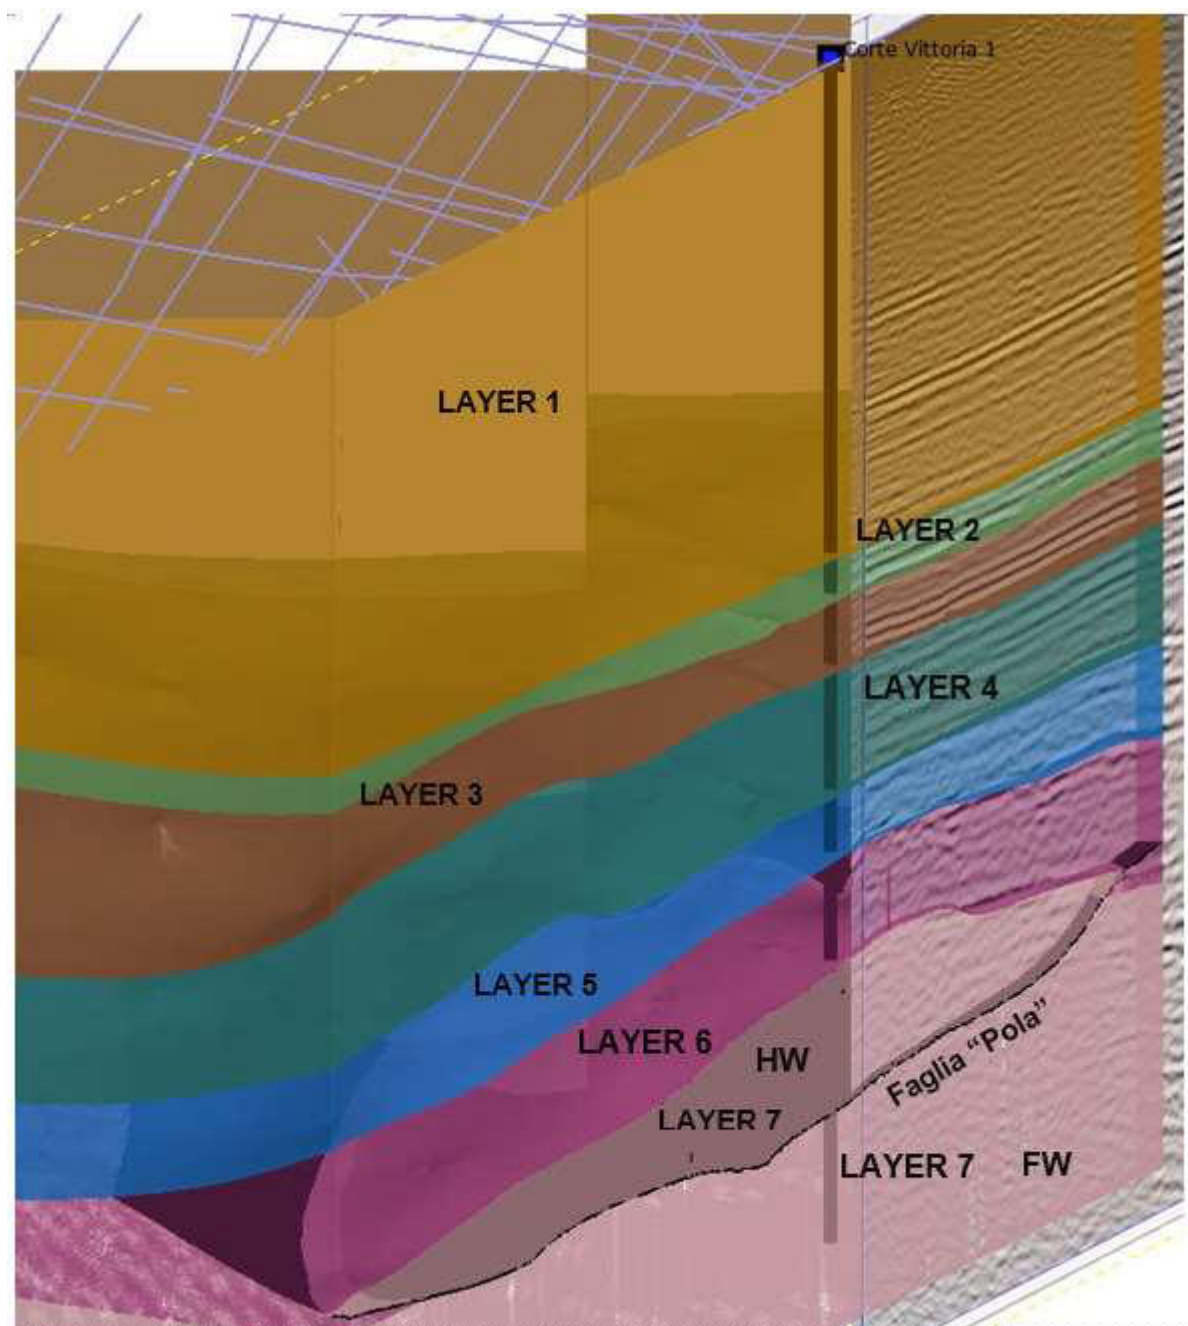 Corte Vittoria 1
LAYER 1
LAYER 2
LAYER 4
LAYER 3
LAYER 5
LAYER 6
HW
Faglia “Pola”
LAYER 7
LAYER 7 FW